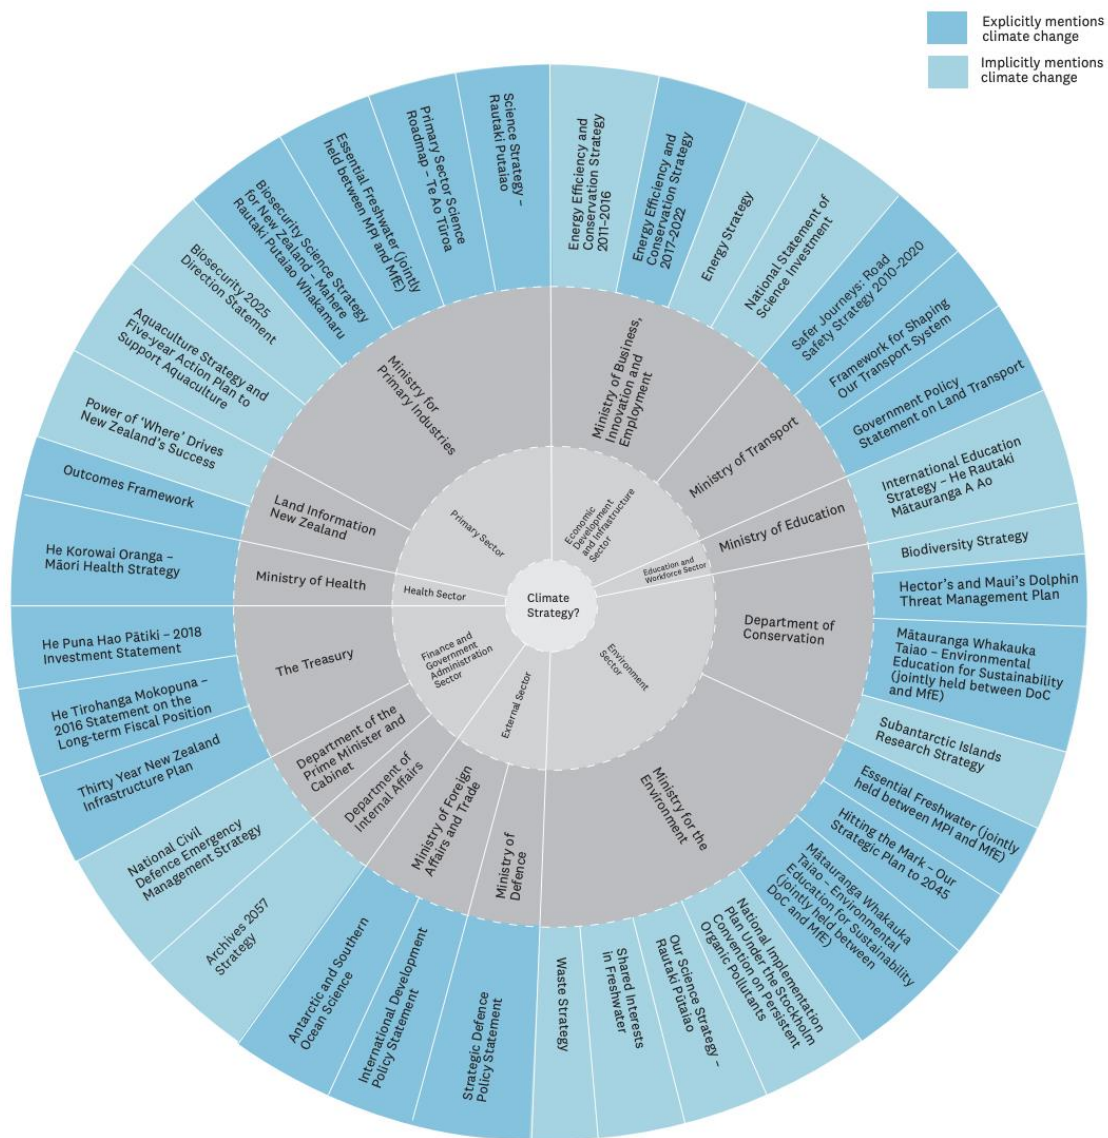 Explicitly mentions
climate change
Implicitly mentions
climate change
Energy Efficiency and
Conservation Strategy
2011–2016
Energy Efficiency and
Conservation Strategy
2017–2022
Energy Strategy
National Statement of
Science Investment
Safer Journeys: Road
Safety Strategy 2010–2020
Framework for Shaping
Our Transport System
Government Policy
Statement on Land Transport
International Education
Strategy – He Rautaki
Mātauranga A Ao
Biodiversity Strategy
Hector's and Maui's Dolphin
Threat Management Plan
Mātauranga Whakauka
Taiao – Environmental
Education for Sustainability
(jointly held between DoC
and MfE)
Subantarctic Islands
Research Strategy
Essential Freshwater (jointly
held between MPI and MfE)
Hitting the Mark – Our
Strategic Plan to 2045
Mātauranga Whakauka
Taiao – Environmental
Education for Sustainability
(jointly held between
DoC and MfE)
National Implementation
Plan Under the Stockholm
Convention on Persistent
Organic Pollutants
Our Science Strategy –
Rautaki Pūtaiao
Shared Interests
in Freshwater
Waste Strategy
Strategic Defence
Policy Statement
International Development
Policy Statement
Antarctic and Southern
Ocean Science
Archives 2057
Strategy
National Civil
Defence Emergency
Management Strategy
Thirty Year New Zealand
Infrastructure Plan
He Tirohanga Mokopuna –
2016 Statement on the
Long-term Fiscal Position
He Puna Hao Pātiki – 2018
Investment Statement
He Korowai Oranga –
Māori Health Strategy
Outcomes Framework
Power of 'Where' Drives
New Zealand's Success
Aquaculture Strategy and
Five-year Action Plan to
Support Aquaculture
Biosecurity 2025
Direction Statement
Biosecurity Science Strategy
for New Zealand – Mahere
Rautaki Putaiao Whakamaru
Essential Freshwater (jointly
held between MPI and MfE)
Primary Sector Science
Roadmap – Te Ao Tūroa
Science Strategy –
Rautaki Putaiao
Ministry of Business,
Innovation and
Employment
Ministry of Transport
Ministry of Education
Department of
Conservation
Ministry for the
Environment
Ministry of
Defence
Ministry of Foreign
Affairs and Trade
Department of
Internal Affairs
Department of the
Prime Minister and
Cabinet
The Treasury
Ministry of Health
Land Information
New Zealand
Ministry for
Primary Industries
Economic
Development
and Infrastructure
Sector
Education and
Workforce Sector
Environment
Sector
External Sector
Finance and
Government
Administration
Sector
Health Sector
Primary Sector
Climate
Strategy?